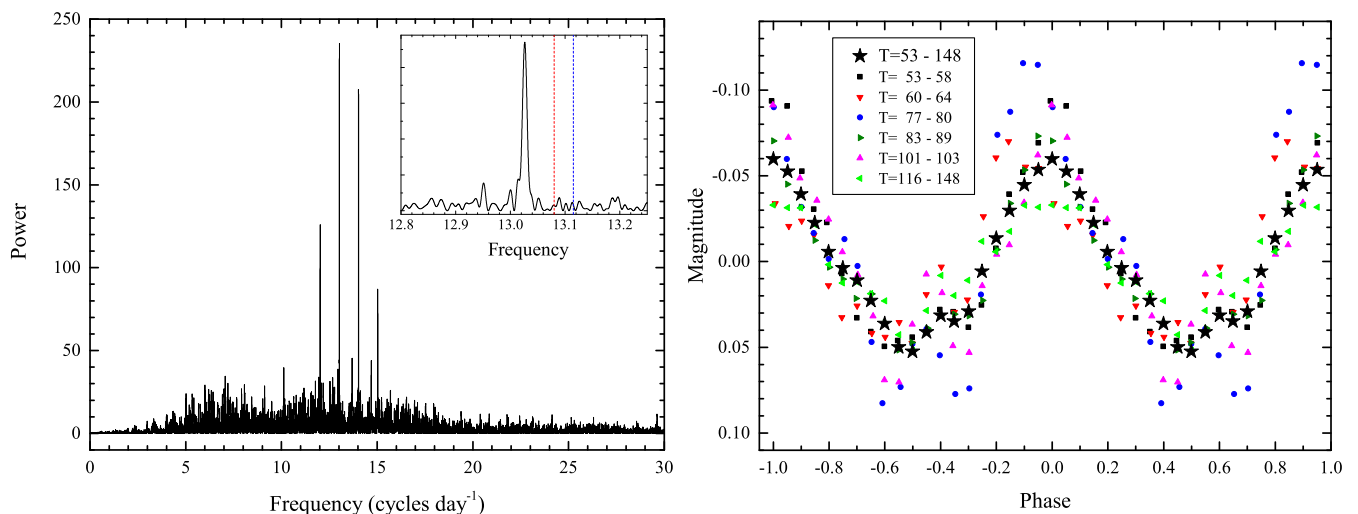 250
200
150
100
50
0
Power
0 5 10 15 20 25 30
Frequency (cycles day-1)
12.8 12.9 13.0 13.1 13.2
Frequency
-0.10
-0.05
0.00
0.05
0.10
Magnitude
T=53 - 148
T= 53 - 58
T= 60 - 64
T= 77 - 80
T= 83 - 89
T=101 - 103
T=116 - 148
-1.0 -0.8 -0.6 -0.4 -0.2 0.0 0.2 0.4 0.6 0.8 1.0
Phase